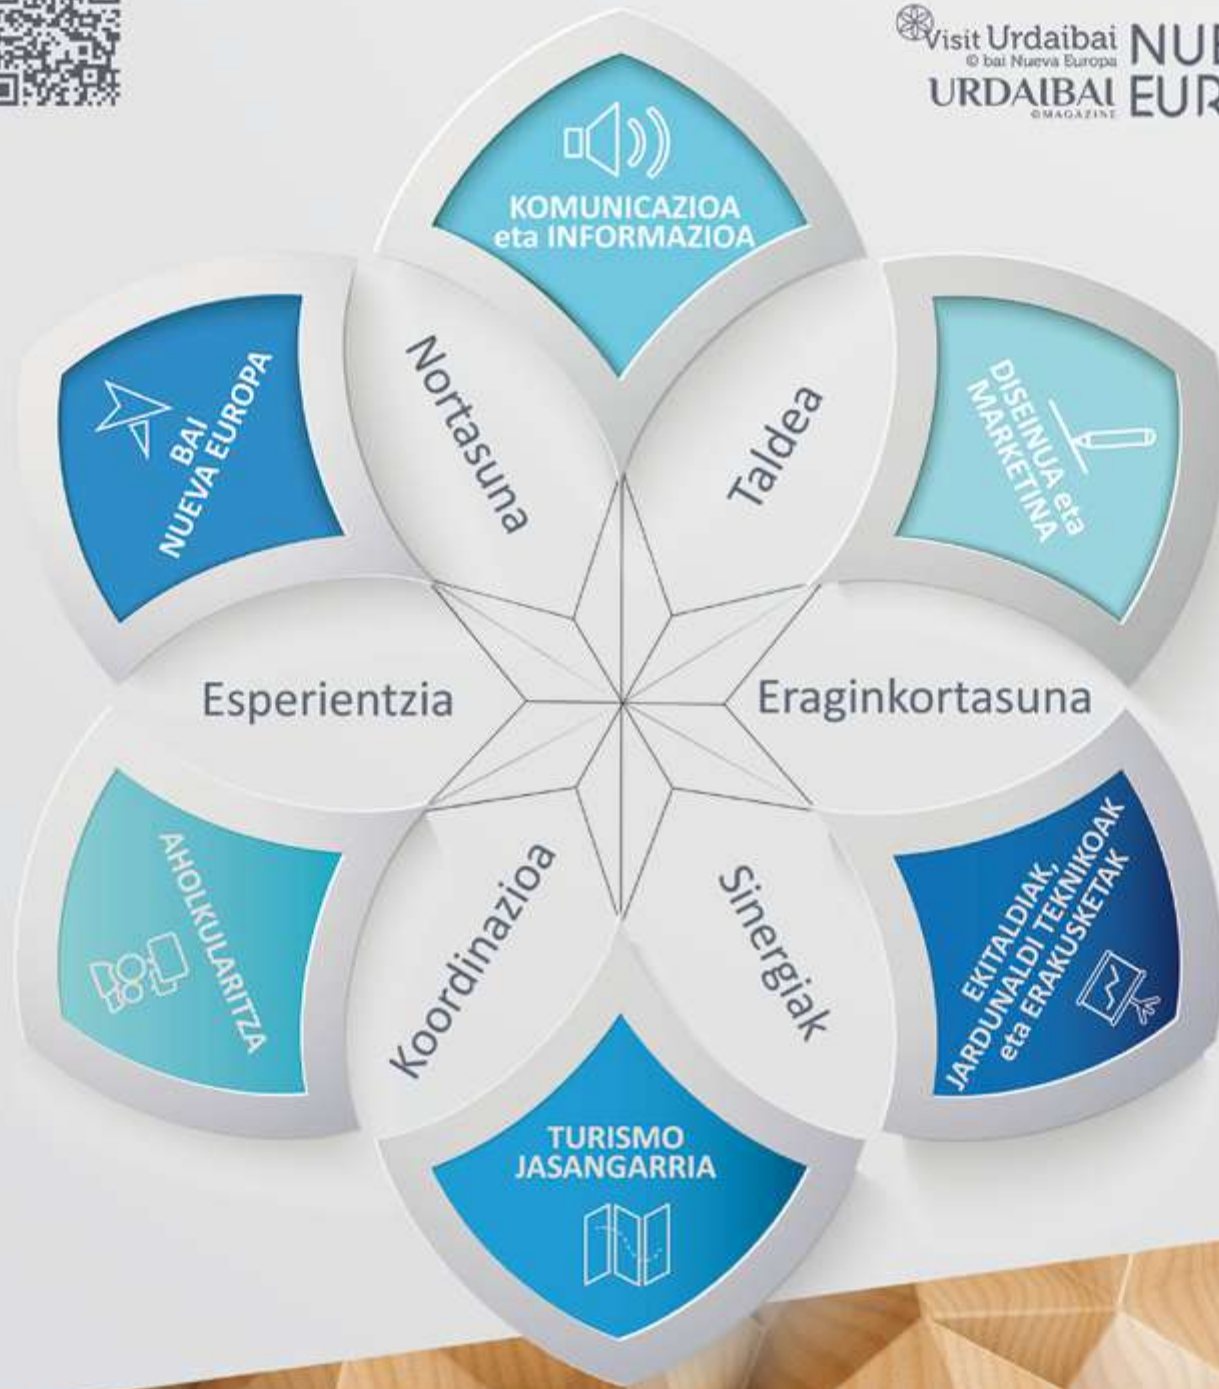 Visit Urdaibai
© bai Nueva Europa
URDAIBAI
©MAGAZINE
KOMUNICAZIOA
eta INFORMAZIOA
BAI
NUEVA EUROPA
Nortasuna
Taldea
DISEINUA eta
MARKETINA
Esperientzia
Eraginkortasuna
AHOLKULARITZA
Koordinazioa
Sinergiak
EKITALDIAK,
JARDUNALDI TEKNIKOAK
eta ERAKUSKETAK
TURISMO
JASANGARRIA